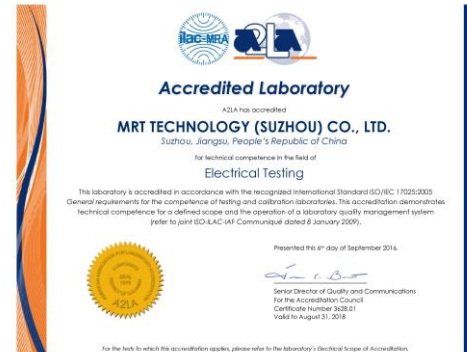 ilac-MRA
A2LA
Accredited Laboratory
A2LA has accredited
MRT TECHNOLOGY (SUZHOU) CO., LTD.
Suzhou, Jiangsu, People's Republic of China
for technical competence in the field of
Electrical Testing
This laboratory is accredited in accordance with the recognized International Standard ISO/IEC 17025:2005
General requirements for the competence of testing and calibration laboratories. This accreditation demonstrates
technical competence for a defined scope and the operation of a laboratory quality management system
(refer to joint ISO-ILAC-IAF Communiqué dated 8 January 2009).
Presented this 6th day of September 2016.
Senior Director of Quality and Communications
For the Accreditation Council
Certificate Number 3628.01
Valid to August 31, 2018
A2LA
For the tests to which this accreditation applies, please refer to the laboratory's Electrical Scope of Accreditation.